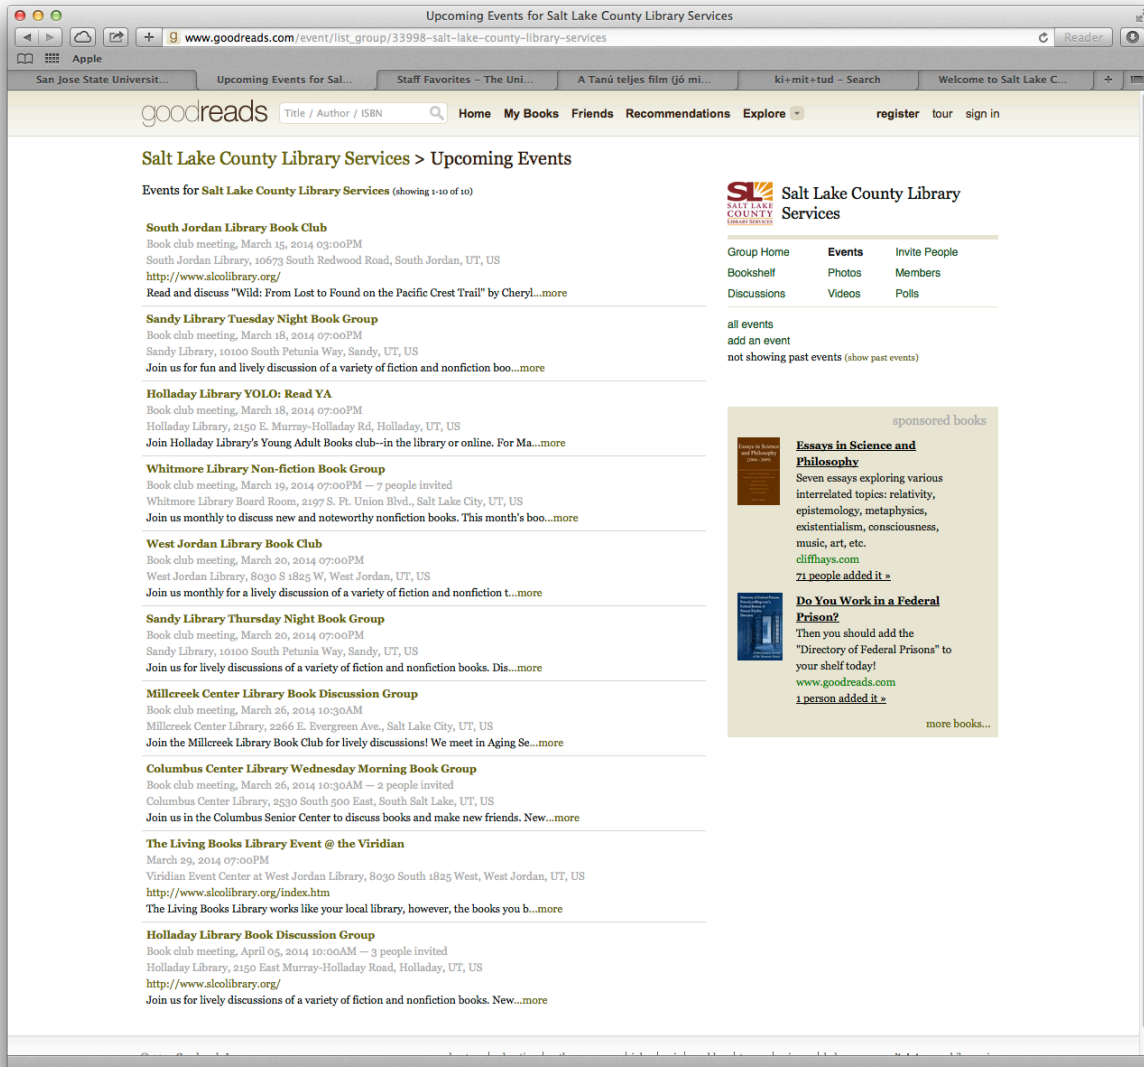 Upcoming Events for Salt Lake County Library Services
www.goodreads.com/event/list_group/33998-salt-lake-county-library-services
Reader
Apple
San Jose State Universit...
Upcoming Events for Sal...
Staff Favorites – The Uni...
A Tanú teljes film (jó mi...
ki+mit+tud – Search
Welcome to Salt Lake C...
goodreads
Title / Author / ISBN
Home My Books Friends Recommendations Explore
register tour sign in
Salt Lake County Library Services > Upcoming Events
Events for Salt Lake County Library Services (showing 1-10 of 10)
South Jordan Library Book Club
Book club meeting, March 15, 2014 03:00PM
South Jordan Library, 10673 South Redwood Road, South Jordan, UT, US
http://www.slcolibrary.org/
Read and discuss "Wild: From Lost to Found on the Pacific Crest Trail" by Cheryl...more
Sandy Library Tuesday Night Book Group
Book club meeting, March 18, 2014 07:00PM
Sandy Library, 10100 South Petunia Way, Sandy, UT, US
Join us for fun and lively discussion of a variety of fiction and nonfiction boo...more
Holladay Library YOLO: Read YA
Book club meeting, March 18, 2014 07:00PM
Holladay Library, 2150 E. Murray-Holladay Rd, Holladay, UT, US
Join Holladay Library's Young Adult Books club--in the library or online. For Ma...more
Whitmore Library Non-fiction Book Group
Book club meeting, March 19, 2014 07:00PM — 7 people invited
Whitmore Library Board Room, 2197 S. Ft. Union Blvd., Salt Lake City, UT, US
Join us monthly to discuss new and noteworthy nonfiction books. This month's boo...more
West Jordan Library Book Club
Book club meeting, March 20, 2014 07:00PM
West Jordan Library, 8030 S 1825 W, West Jordan, UT, US
Join us monthly for a lively discussion of a variety of fiction and nonfiction t...more
Sandy Library Thursday Night Book Group
Book club meeting, March 20, 2014 07:00PM
Sandy Library, 10100 South Petunia Way, Sandy, UT, US
Join us for lively discussions of a variety of fiction and nonfiction books. Dis...more
Millcreek Center Library Book Discussion Group
Book club meeting, March 26, 2014 10:30AM
Millcreek Center Library, 2266 E. Evergreen Ave., Salt Lake City, UT, US
Join the Millcreek Library Book Club for lively discussions! We meet in Aging Se...more
Columbus Center Library Wednesday Morning Book Group
Book club meeting, March 26, 2014 10:30AM — 2 people invited
Columbus Center Library, 2530 South 500 East, South Salt Lake, UT, US
Join us in the Columbus Senior Center to discuss books and make new friends. New...more
The Living Books Library Event @ the Viridian
March 29, 2014 07:00PM
Viridian Event Center at West Jordan Library, 8030 South 1825 West, West Jordan, UT, US
http://www.slcolibrary.org/index.htm
The Living Books Library works like your local library, however, the books you b...more
Holladay Library Book Discussion Group
Book club meeting, April 05, 2014 10:00AM — 3 people invited
Holladay Library, 2150 East Murray-Holladay Road, Holladay, UT, US
http://www.slcolibrary.org/
Join us for lively discussions of a variety of fiction and nonfiction books. New...more
SL
SALT LAKE
COUNTY
LIBRARY SERVICES
Salt Lake County Library
Services
Group Home Events Invite People
Bookshelf Photos Members
Discussions Videos Polls
all events
add an event
not showing past events (show past events)
sponsored books
Essays in Science
and Philosophy
Essays in Science and
Philosophy
Seven essays exploring various
interrelated topics: relativity,
epistemology, metaphysics,
existentialism, consciousness,
music, art, etc.
cliffhays.com
71 people added it »
Do You Work in a Federal
Prison?
Then you should add the
"Directory of Federal Prisons" to
your shelf today!
www.goodreads.com
1 person added it »
more books...